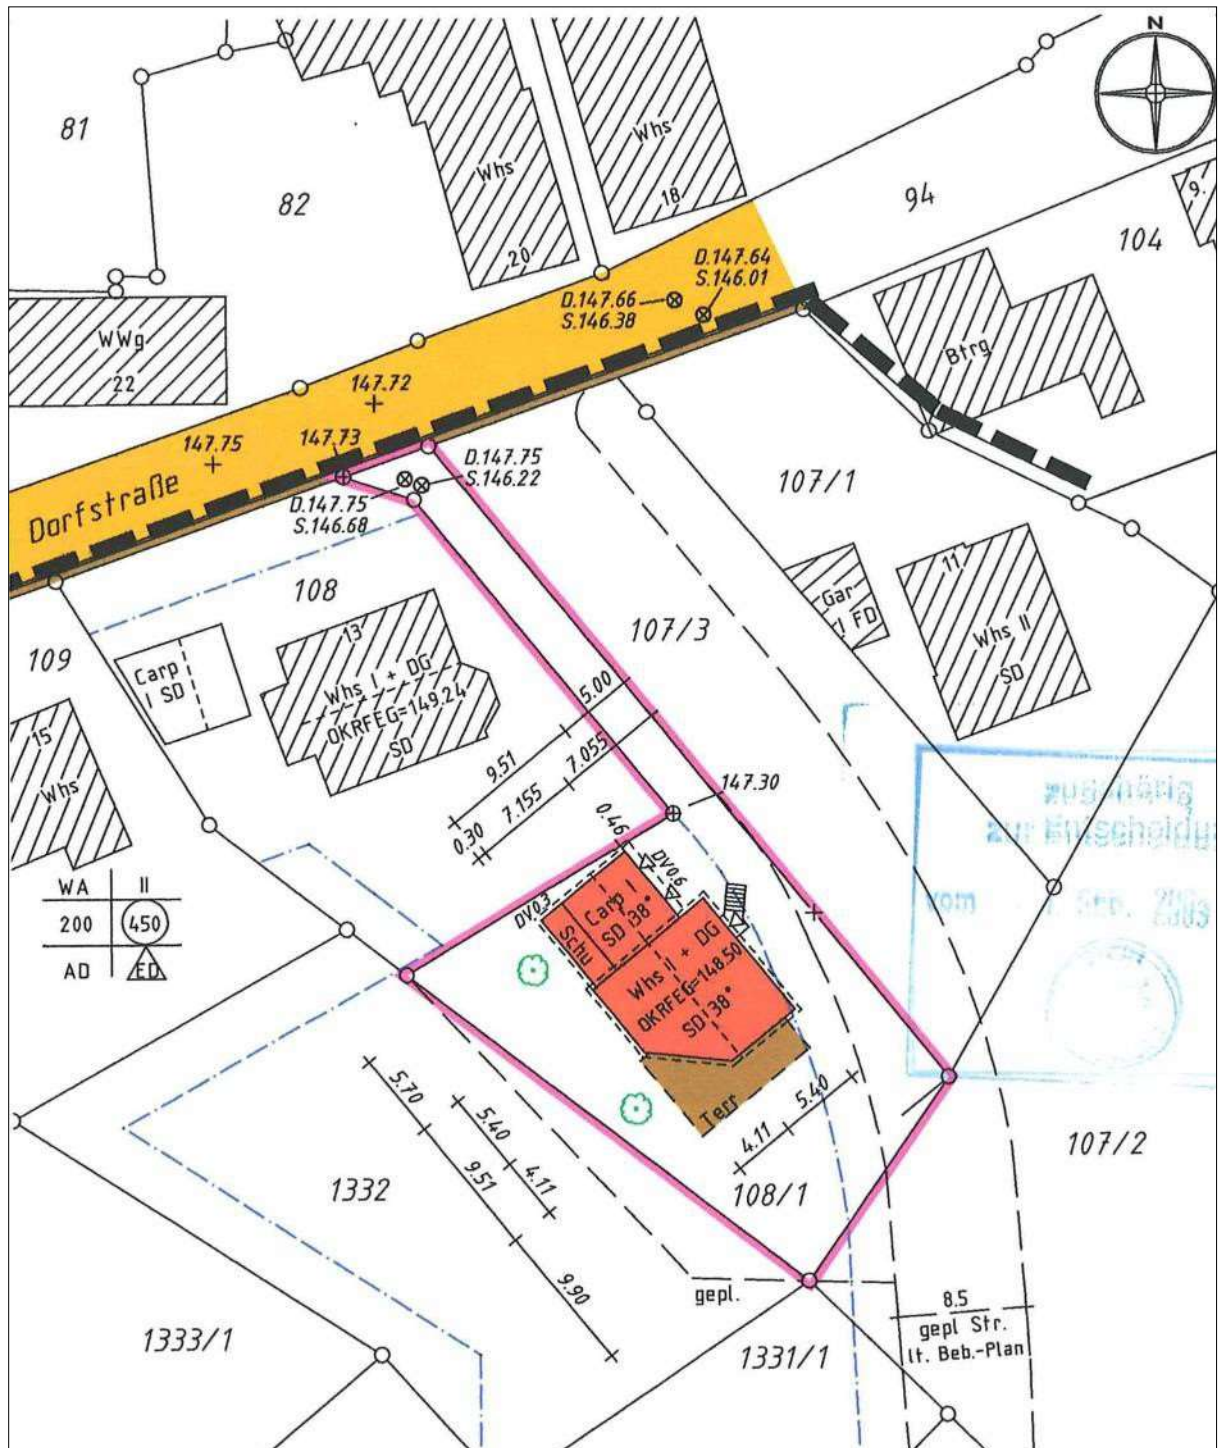 N
81
82
Whs
20
Whs
18
94
104
9.
D.147.64
S.146.01
D.147.66
S.146.38
WWg
22
Btrg
147.72
147.75
147.73
Dorfstraße
D.147.75
S.146.22
D.147.75
S.146.68
107/1
108
109
Carp
SD
13
Whs I + DG
OKRFEG=149.24
SD
107/3
Gar
I FD
11
Whs II
SD
15
Whs
5.00
9.51
7.055
7.155
0.30
147.30
0.46
DV0.6
DV0.3
Carp I
SD 38°
Schu
Whs II + DG
OKRFEG=148.50
SD 38°
Terr
WA II
200 450
AD ED
zugehörig
zur Entscheidu
vom
5.70
5.40
9.51
4.11
9.90
5.40
4.11
108/1
107/2
1332
gepl.
8.5
gepl Str.
lt. Beb.-Plan
1333/1
1331/1